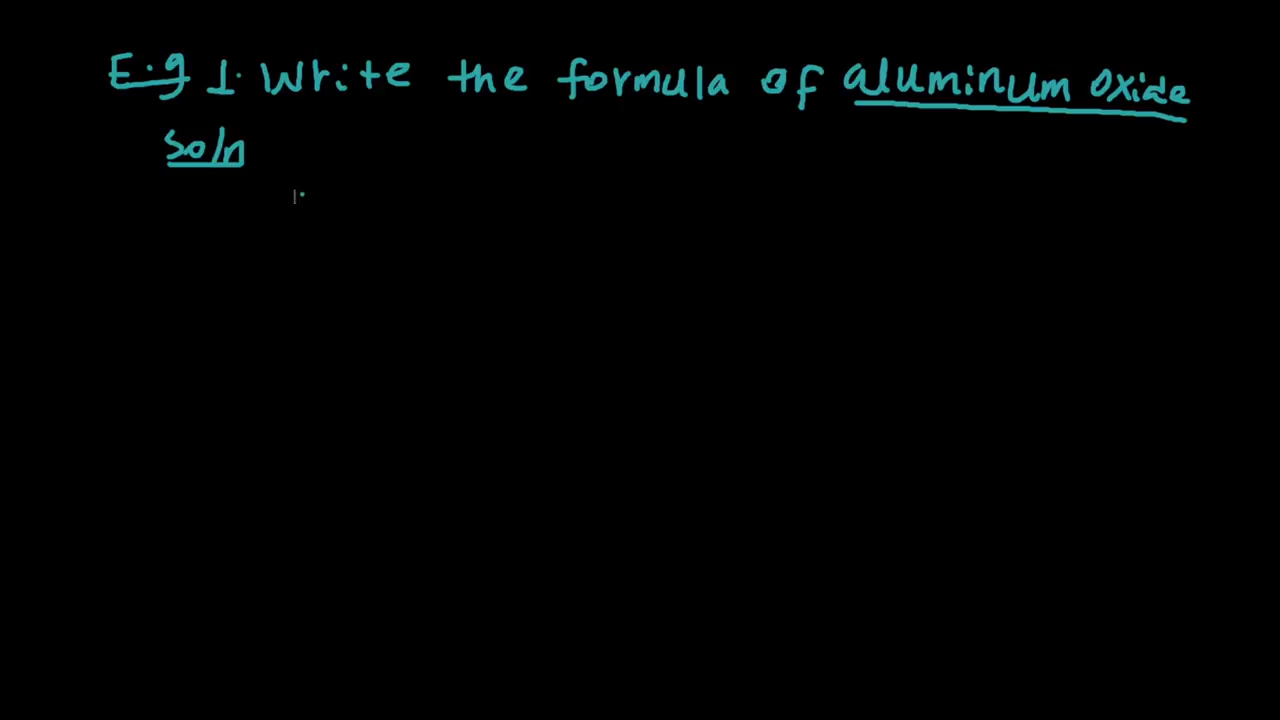 E.g 1. Write the formula of aluminum oxide
Soln